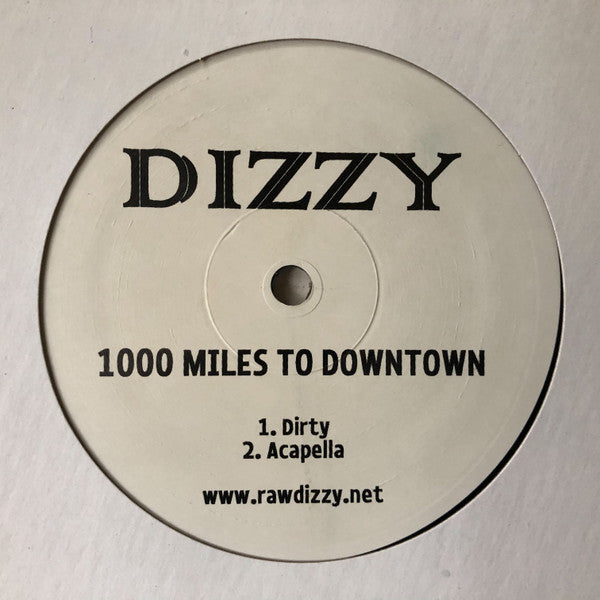 DIZZY
1000 MILES TO DOWNTOWN
1. Dirty
2. Acapella
www.rawdizzy.net